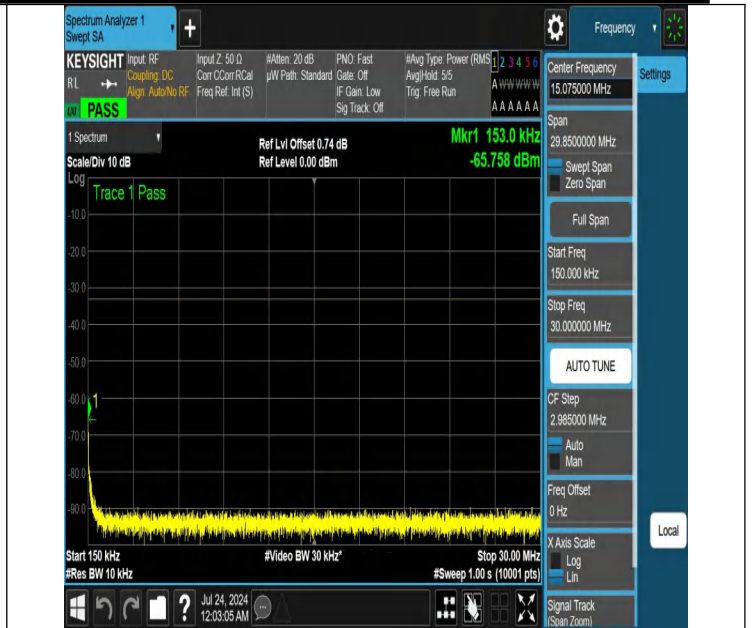 Spectrum Analyzer 1
Swept SA
+
Frequency
KEYSIGHT
RL
PASS
Input: RF
Coupling: DC
Align: Auto/No RF
Input Z: 50 Ω
Corr CCorr RCal
Freq Ref: Int (S)
#Atten: 20 dB
µW Path: Standard
PNO: Fast
Gate: Off
IF Gain: Low
Sig Track: Off
#Avg Type: Power (RMS
Avg|Hold: 5/5
Trig: Free Run
1 2 3 4 5 6
A W W W W W
A A A A A A
1 Spectrum
Scale/Div 10 dB
Ref Lvl Offset 0.74 dB
Ref Level 0.00 dBm
Mkr1 153.0 kHz
-65.758 dBm
Log
Trace 1 Pass
-10.0
-20.0
-30.0
-40.0
-50.0
-60.0
1
-70.0
-80.0
-90.0
Start 150 kHz
#Video BW 30 kHz*
Stop 30.00 MHz
#Res BW 10 kHz
#Sweep 1.00 s (10001 pts)
?
Jul 24, 2024
12:03:05 AM
Center Frequency
15.075000 MHz
Settings
Span
29.8500000 MHz
Swept Span
Zero Span
Full Span
Start Freq
150.000 kHz
Stop Freq
30.000000 MHz
AUTO TUNE
CF Step
2.985000 MHz
Auto
Man
Freq Offset
0 Hz
Local
X Axis Scale
Log
Lin
Signal Track
(Span Zoom)